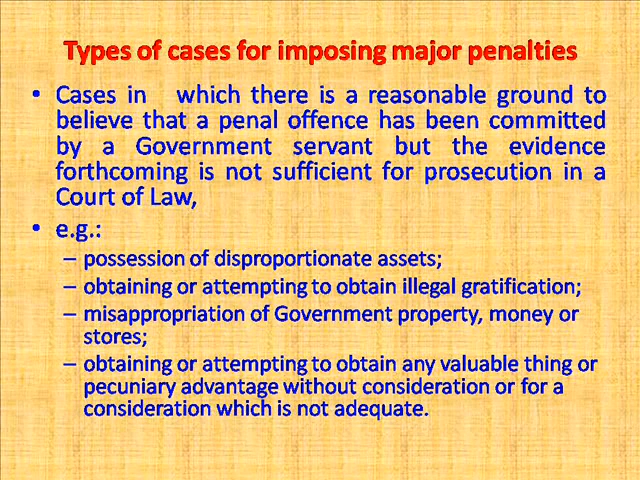 Types of cases for imposing major penalties
• Cases in which there is a reasonable ground to
believe that a penal offence has been committed
by a Government servant but the evidence
forthcoming is not sufficient for prosecution in a
Court of Law,
• e.g.:
– possession of disproportionate assets;
– obtaining or attempting to obtain illegal gratification;
– misappropriation of Government property, money or
stores;
– obtaining or attempting to obtain any valuable thing or
pecuniary advantage without consideration or for a
consideration which is not adequate.